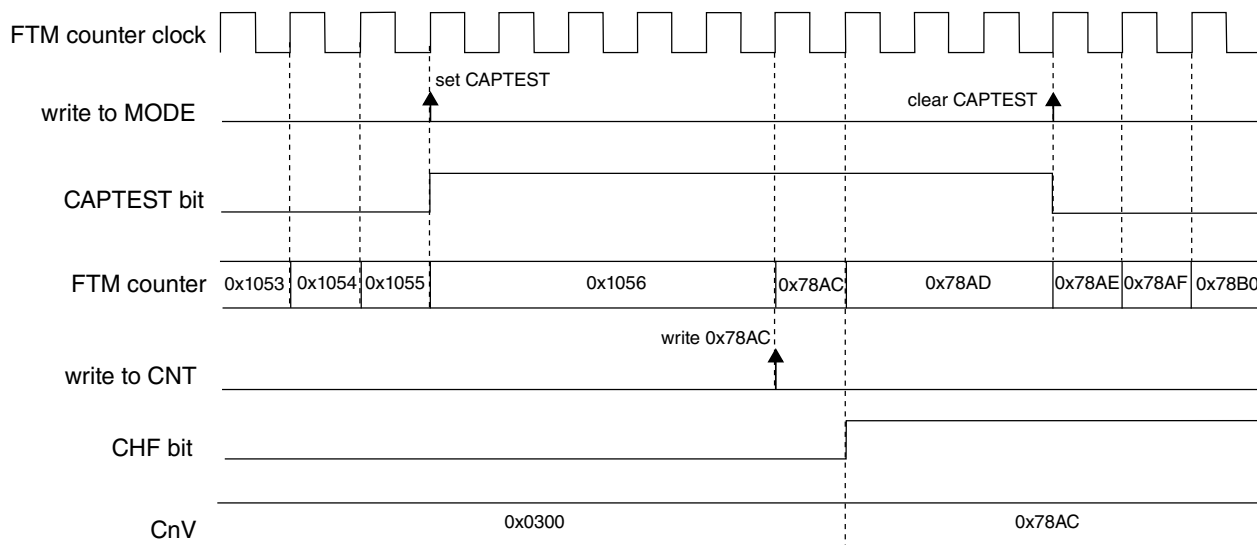 FTM counter clock
set CAPTEST
write to MODE
clear CAPTEST
CAPTEST bit
FTM counter
0x1053 0x1054 0x1055 0x1056 0x78AC 0x78AD 0x78AE 0x78AF 0x78B0
write 0x78AC
write to CNT
CHF bit
CnV
0x0300 0x78AC